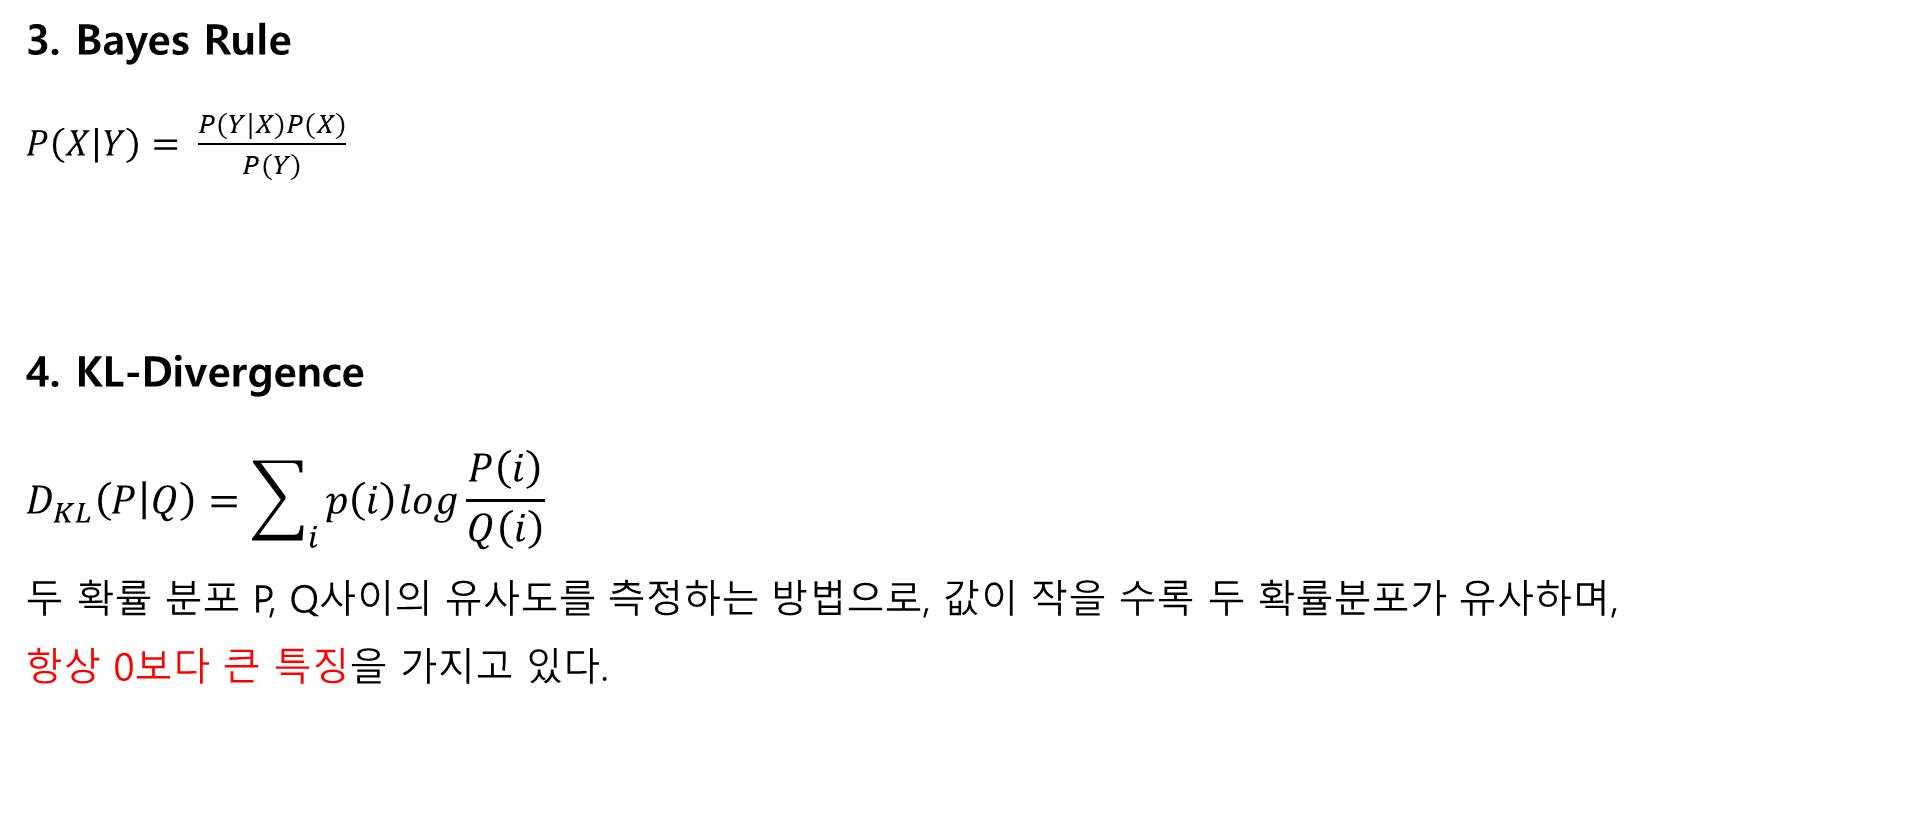 3. Bayes Rule
P(X|Y) = P(Y|X)P(X) / P(Y)
4. KL-Divergence
D_KL(P|Q) = ∑_i p(i)log P(i) / Q(i)
두 확률 분포 P, Q사이의 유사도를 측정하는 방법으로, 값이 작을 수록 두 확률분포가 유사하며,
항상 0보다 큰 특징을 가지고 있다.